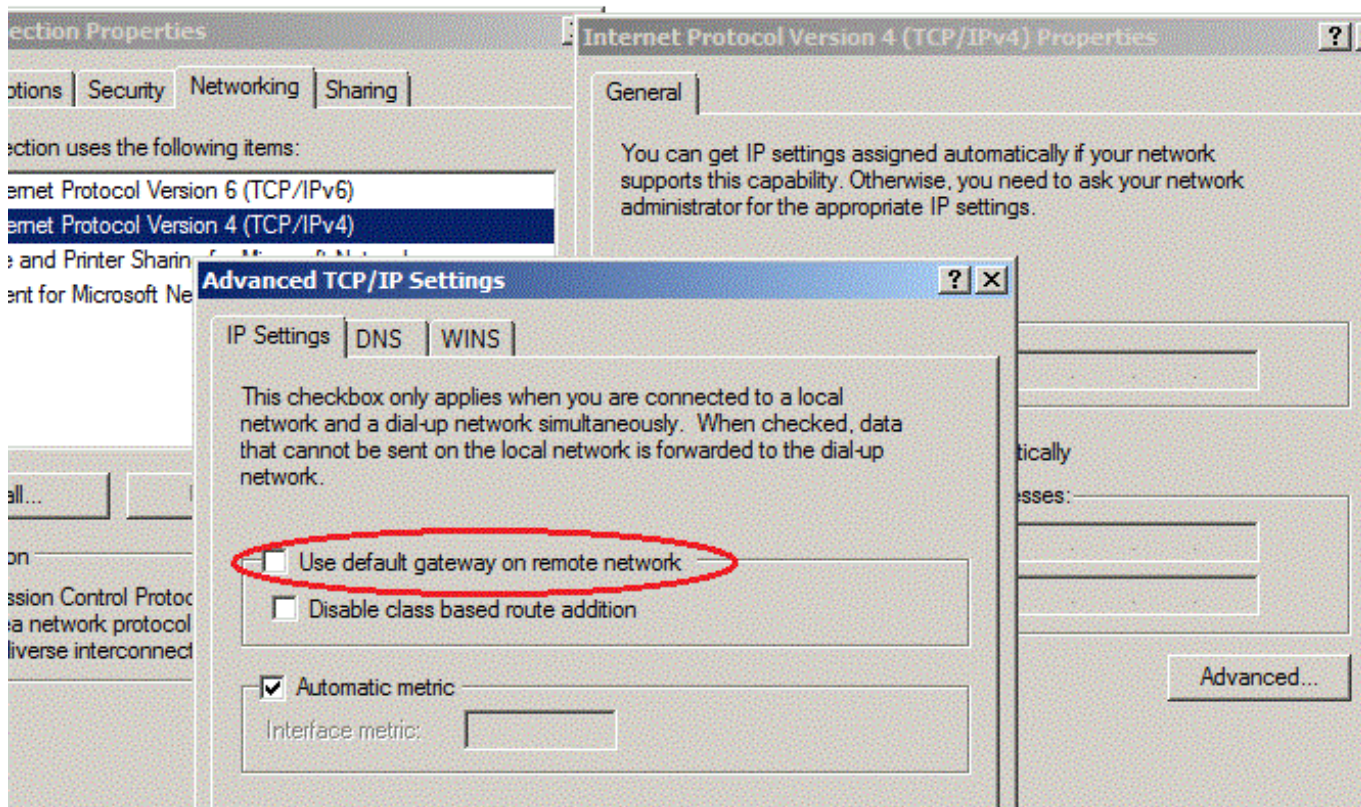 ection Properties
Internet Protocol Version 4 (TCP/IPv4) Properties
ptions Security Networking Sharing
ection uses the following items:
ernet Protocol Version 6 (TCP/IPv6)
ernet Protocol Version 4 (TCP/IPv4)
e and Printer Sharing for Microsoft Networks
ent for Microsoft Ne
all...
on
ssion Control Protoc
ea network protocol
diverse interconnect
General
You can get IP settings assigned automatically if your network
supports this capability. Otherwise, you need to ask your network
administrator for the appropriate IP settings.
tically
esses:
Advanced...
Advanced TCP/IP Settings
IP Settings DNS WINS
This checkbox only applies when you are connected to a local
network and a dial-up network simultaneously. When checked, data
that cannot be sent on the local network is forwarded to the dial-up
network.
Use default gateway on remote network
Disable class based route addition
Automatic metric
Interface metric: